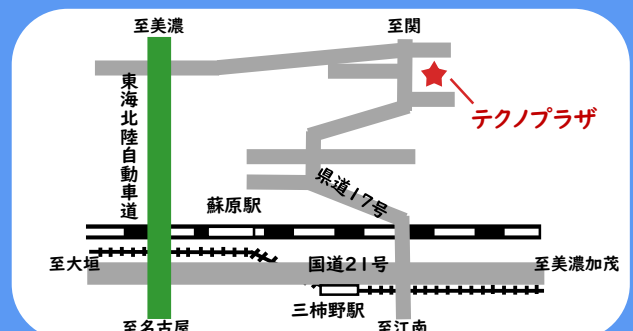 至美濃
至関
東海北陸自動車道
テクノプラザ
県道17号
蘇原駅
至大垣
国道21号
至美濃加茂
三柿野駅
至名古屋
至江南